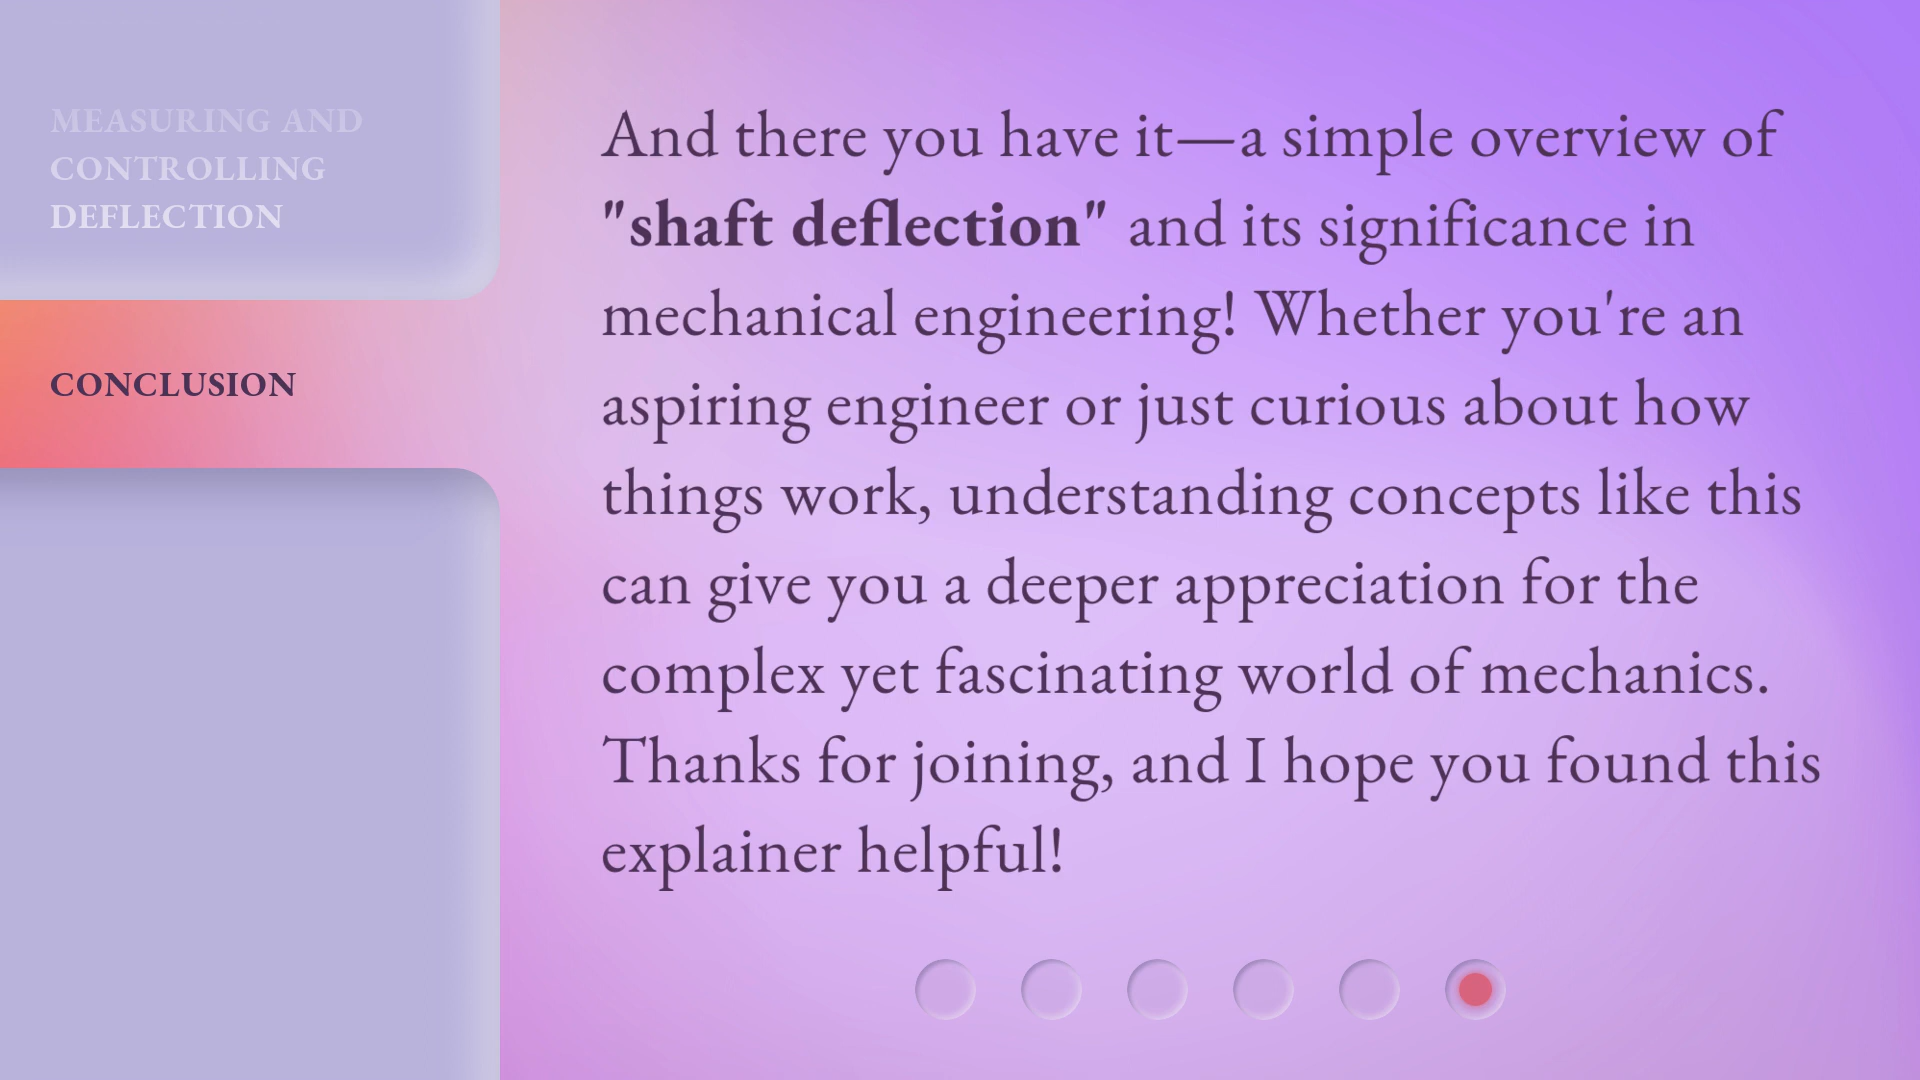 MEASURING AND
CONTROLLING
DEFLECTION
CONCLUSION
And there you have it—a simple overview of
"shaft deflection" and its significance in
mechanical engineering! Whether you're an
aspiring engineer or just curious about how
things work, understanding concepts like this
can give you a deeper appreciation for the
complex yet fascinating world of mechanics.
Thanks for joining, and I hope you found this
explainer helpful!